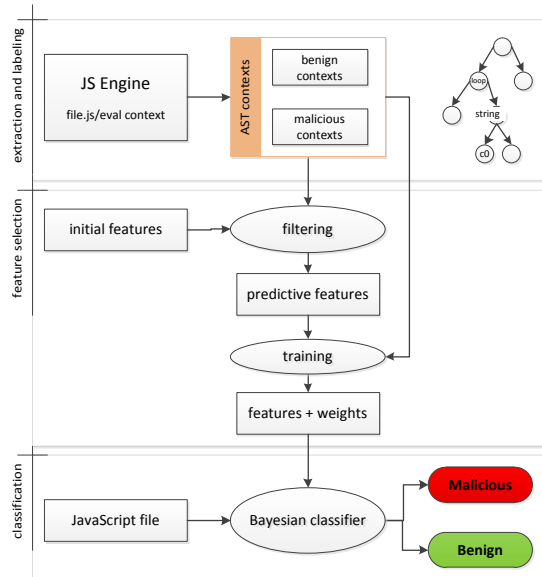 extraction and labeling
JS Engine
file.js/eval context
AST contexts
benign
contexts
malicious
contexts
loop
string
c0
feature selection
initial features
filtering
predictive features
training
features + weights
classification
JavaScript file
Bayesian classifier
Malicious
Benign